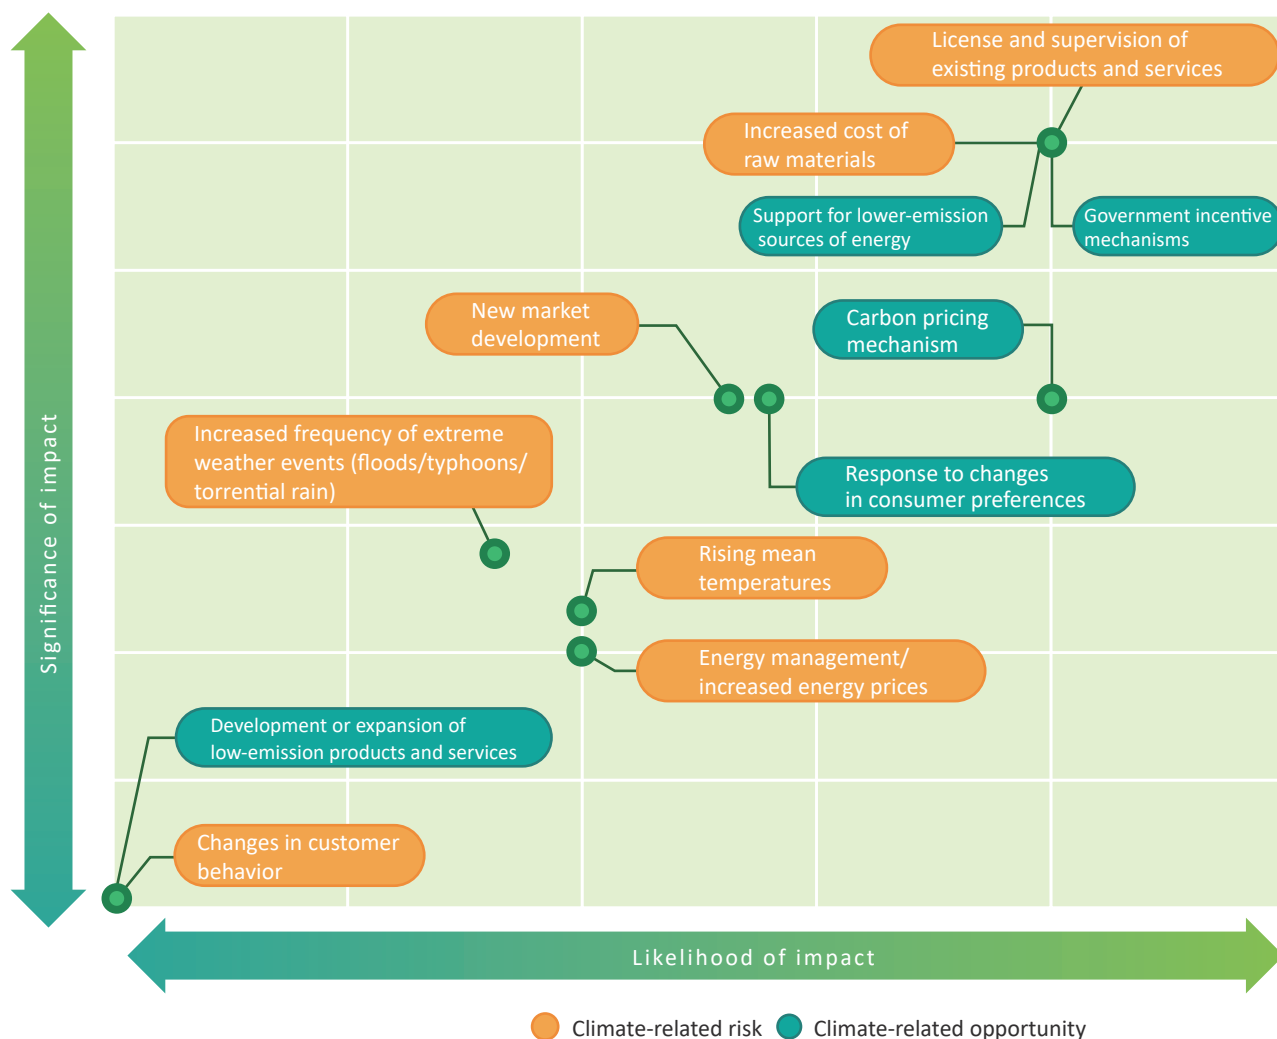 License and supervision of
existing products and services
Increased cost of
raw materials
Support for lower-emission
sources of energy
Government incentive
mechanisms
New market
development
Carbon pricing
mechanism
Increased frequency of extreme
weather events (floods/typhoons/
torrential rain)
Response to changes
in consumer preferences
Rising mean
temperatures
Energy management/
increased energy prices
Development or expansion of
low-emission products and services
Changes in customer
behavior
Significance of impact
Likelihood of impact
Climate-related risk
Climate-related opportunity